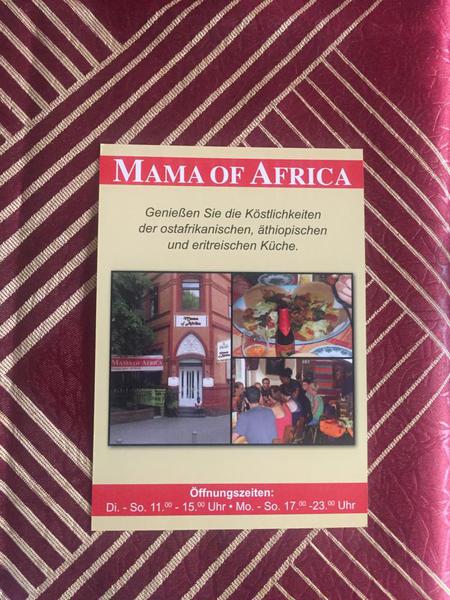 MAMA OF AFRICA
Genießen Sie die Köstlichkeiten
der ostafrikanischen, äthiopischen
und eritreischen Küche.
Mama
of Afrika
MAMA OF AFRICA
Öffnungszeiten:
Di. - So. 11.00 - 15.00 Uhr • Mo. - So. 17.00 -23.00 Uhr